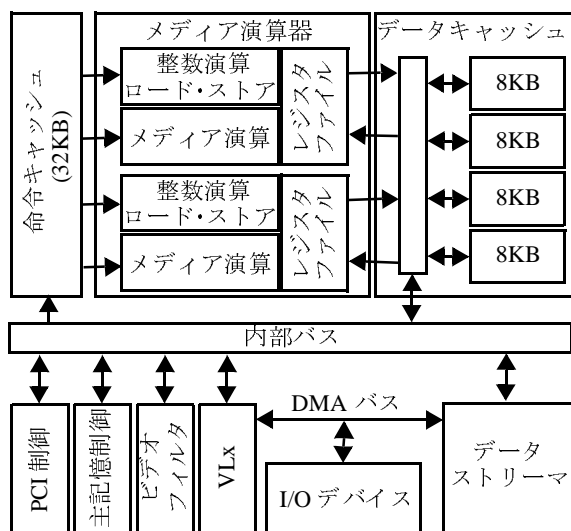 命令キャッシュ
(32KB)
メディア演算器
整数演算
ロード・ストア
メディア演算
レジスタ
ファイル
整数演算
ロード・ストア
メディア演算
レジスタ
ファイル
データキャッシュ
8KB
8KB
8KB
8KB
内部バス
PCI 制御
主記憶制御
ビデオ
フィルタ
VLx
DMA バス
I/O デバイス
データ
ストリーマ